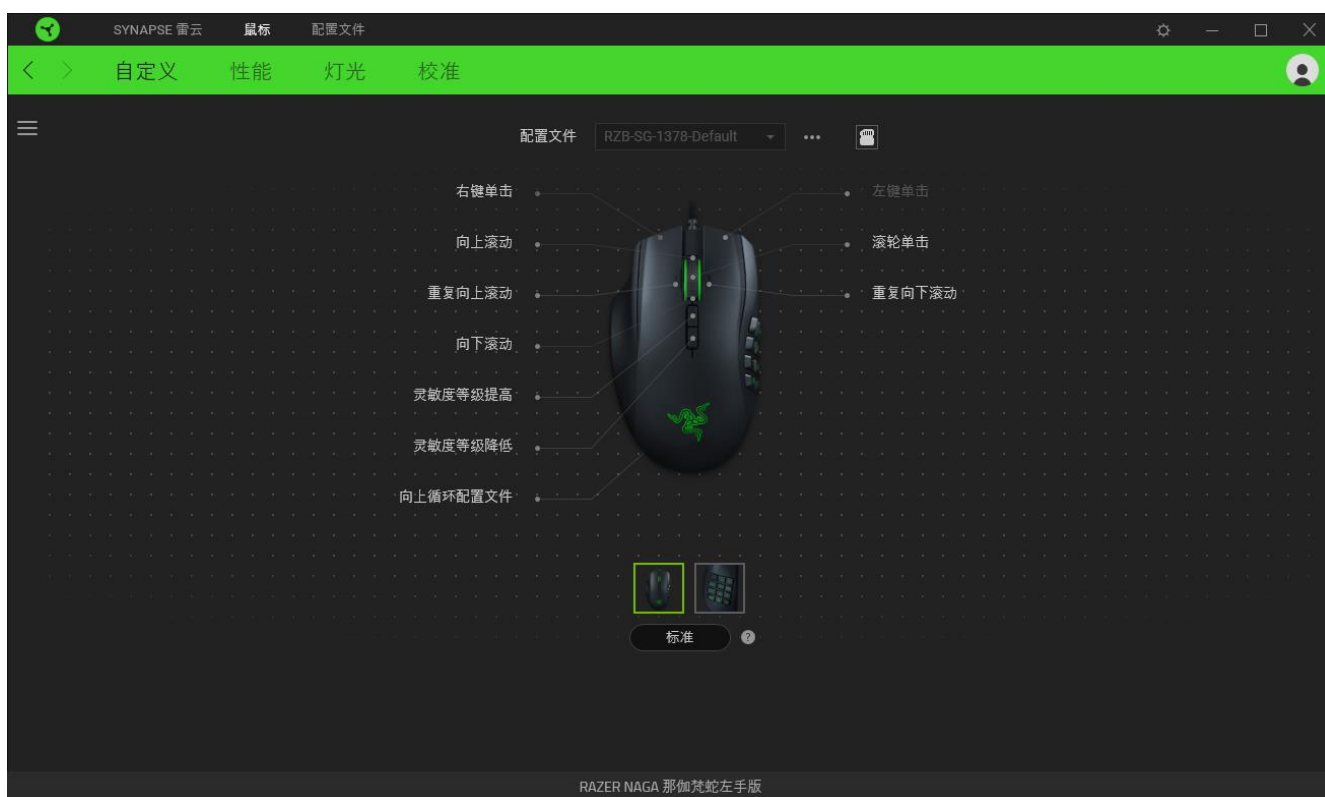 SYNAPSE 雷云 鼠标 配置文件
自定义 性能 灯光 校准
配置文件 RZB-SG-1378-Default
右键单击 左键单击
向上滚动 滚轮单击
重复向上滚动 重复向下滚动
向下滚动
灵敏度等级提高
灵敏度等级降低
向上循环配置文件
标准 ?
RAZER NAGA 那伽梵蛇左手版